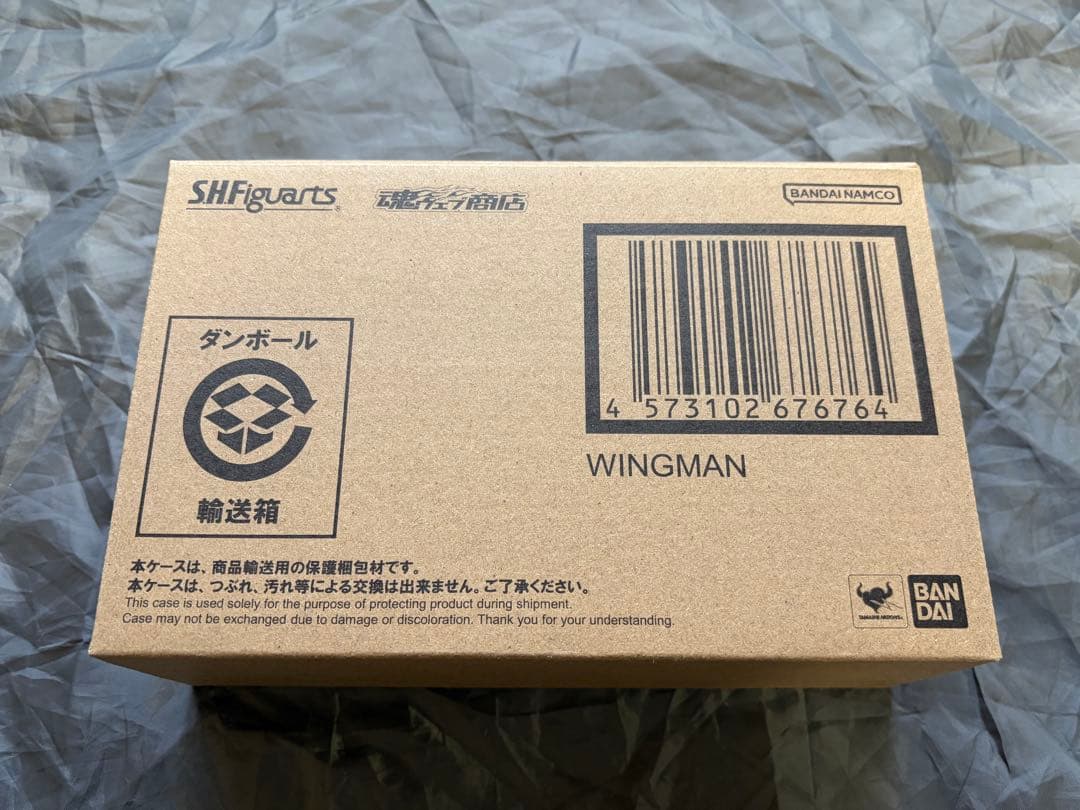 S.H.Figuarts®
魂ウェブ商店
BANDAI NAMCO
ダンボール
輸送箱
4 573102 676764
WINGMAN
本ケースは、商品輸送用の保護梱包材です。
本ケースは、つぶれ、汚れ等による交換は出来ません。ご了承ください。
This case is used solely for the purpose of protecting product during shipment.
Case may not be exchanged due to damage or discoloration. Thank you for your understanding.
TAMASHII NATIONS
BAN
DAI